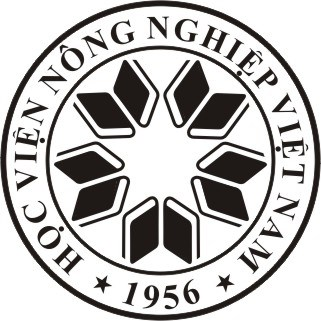 HỌC VIỆN NÔNG NGHIỆP VIỆT NAM
★ 1956 ★